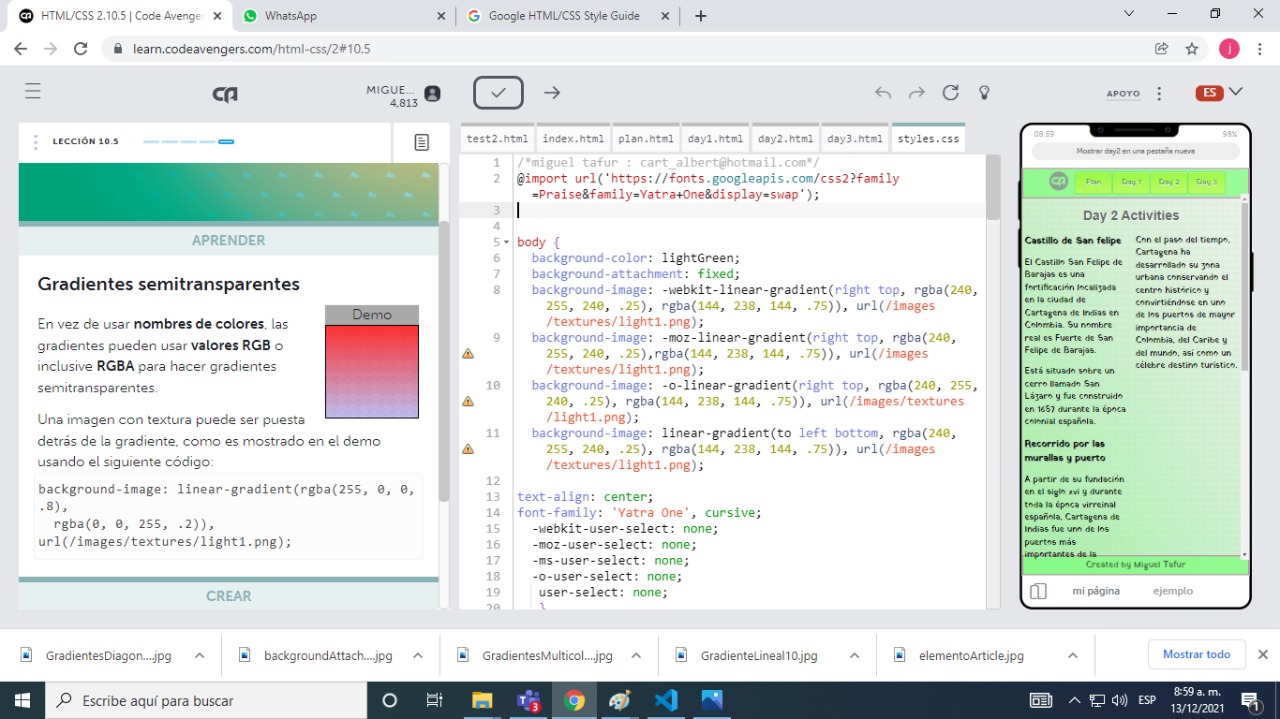 HTML/CSS 2.10.5 | Code Avenge
WhatsApp
Google HTML/CSS Style Guide
learn.codeavengers.com/html-css/2#10.5
j
MIGUE...
4,813
APOYO
ES
LECCIÓN 10.5
APRENDER
Gradientes semitransparentes
En vez de usar nombres de colores, las
gradientes pueden usar valores RGB o
inclusive RGBA para hacer gradientes
semitransparentes.
Demo
Una imagen con textura puede ser puesta
detrás de la gradiente, como es mostrado en el demo
usando el siguiente código:
background-image: linear-gradient(rgba(255, 0, 0,
.8),
rgba(0, 0, 255, .2)),
url(/images/textures/light1.png);
CREAR
test2.html
index.html
plan.html
day1.html
day2.html
day3.html
styles.css
1 /*miguel tafur : cart_albert@hotmail.com*/
2 @import url('https://fonts.googleapis.com/css2?family
=Praise&family=Yatra+One&display=swap');
3
4
5 body {
6 background-color: lightGreen;
7 background-attachment: fixed;
8 background-image: -webkit-linear-gradient(right top, rgba(240,
255, 240, .25), rgba(144, 238, 144, .75)), url(/images
/textures/light1.png);
9 background-image: -moz-linear-gradient(right top, rgba(240,
255, 240, .25),rgba(144, 238, 144, .75)), url(/images
/textures/light1.png);
10 background-image: -o-linear-gradient(right top, rgba(240, 255,
240, .25), rgba(144, 238, 144, .75)), url(/images/textures
/light1.png);
11 background-image: linear-gradient(to left bottom, rgba(240,
255, 240, .25), rgba(144, 238, 144, .75)), url(/images
/textures/light1.png);
12
13 text-align: center;
14 font-family: 'Yatra One', cursive;
15 -webkit-user-select: none;
16 -moz-user-select: none;
17 -ms-user-select: none;
18 -o-user-select: none;
19 user-select: none;
20 }
08:59
98%
Mostrar day2 en una pestaña nueva
Plan
Day 1
Day 2
Day 3
Day 2 Activities
Castillo de San felipe
El Castillo San Felipe de
Barajas es una
fortificación localizada
en la ciudad de
Cartagena de Indias en
Colombia. Su nombre
real es Fuerte de San
Felipe de Barajas.
Está situado sobre un
cerro llamado San
Lázaro y fue construido
en 1657 durante la época
colonial española.
Recorrido por las
murallas y puerto
A partir de su fundación
en el siglo xvi y durante
toda la época virreinal
española, Cartagena de
Indias fue uno de los
puertos más
importantes de la
Con el paso del tiempo,
Cartagena ha
desarrollado su zona
urbana conservando el
centro histórico y
convirtiéndose en uno
de los puertos de mayor
importancia de
Colombia, del Caribe y
del mundo, así como un
célebre destino turístico.
Created by Miguel Tafur
mi página
ejemplo
GradientesDiagon....jpg
backgroundAttach....jpg
GradientesMulticol....jpg
GradienteLineal10.jpg
elementoArticle.jpg
Mostrar todo
Escribe aquí para buscar
3
ESP
8:59 a. m.
13/12/2021
1